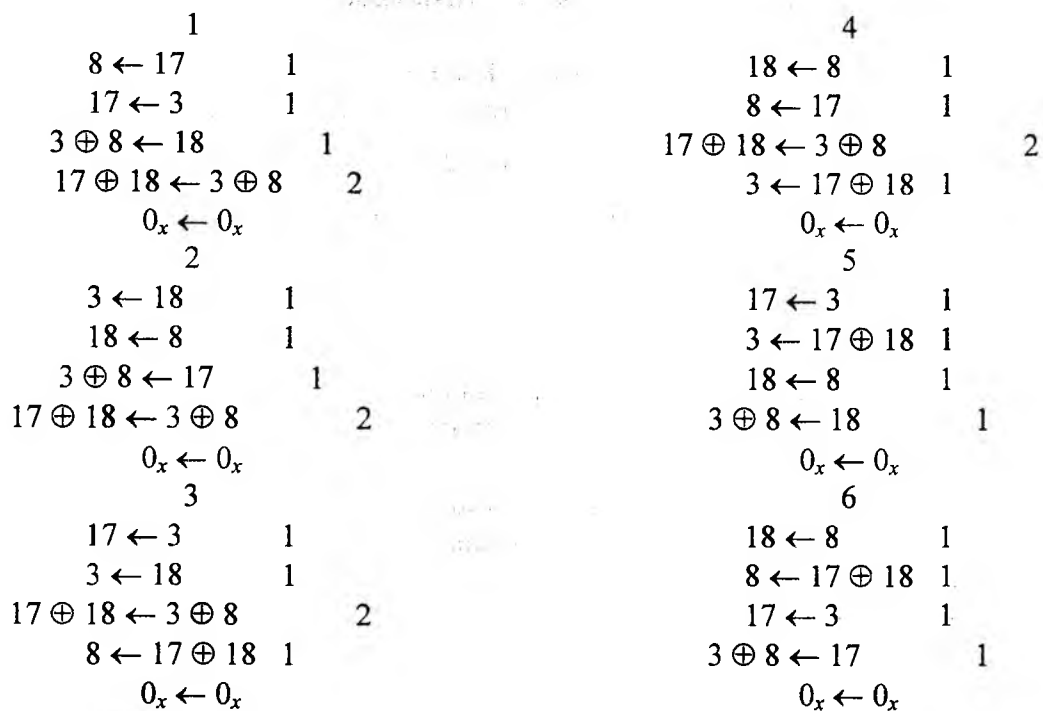 1
8 ← 17 1
17 ← 3 1
3 ⊕ 8 ← 18 1
17 ⊕ 18 ← 3 ⊕ 8 2
0ₓ ← 0ₓ
2
3 ← 18 1
18 ← 8 1
3 ⊕ 8 ← 17 1
17 ⊕ 18 ← 3 ⊕ 8 2
0ₓ ← 0ₓ
3
17 ← 3 1
3 ← 18 1
17 ⊕ 18 ← 3 ⊕ 8 2
8 ← 17 ⊕ 18 1
0ₓ ← 0ₓ
4
18 ← 8 1
8 ← 17 1
17 ⊕ 18 ← 3 ⊕ 8 2
3 ← 17 ⊕ 18 1
0ₓ ← 0ₓ
5
17 ← 3 1
3 ← 17 ⊕ 18 1
18 ← 8 1
3 ⊕ 8 ← 18 1
0ₓ ← 0ₓ
6
18 ← 8 1
8 ← 17 ⊕ 18 1
17 ← 3 1
3 ⊕ 8 ← 17 1
0ₓ ← 0ₓ